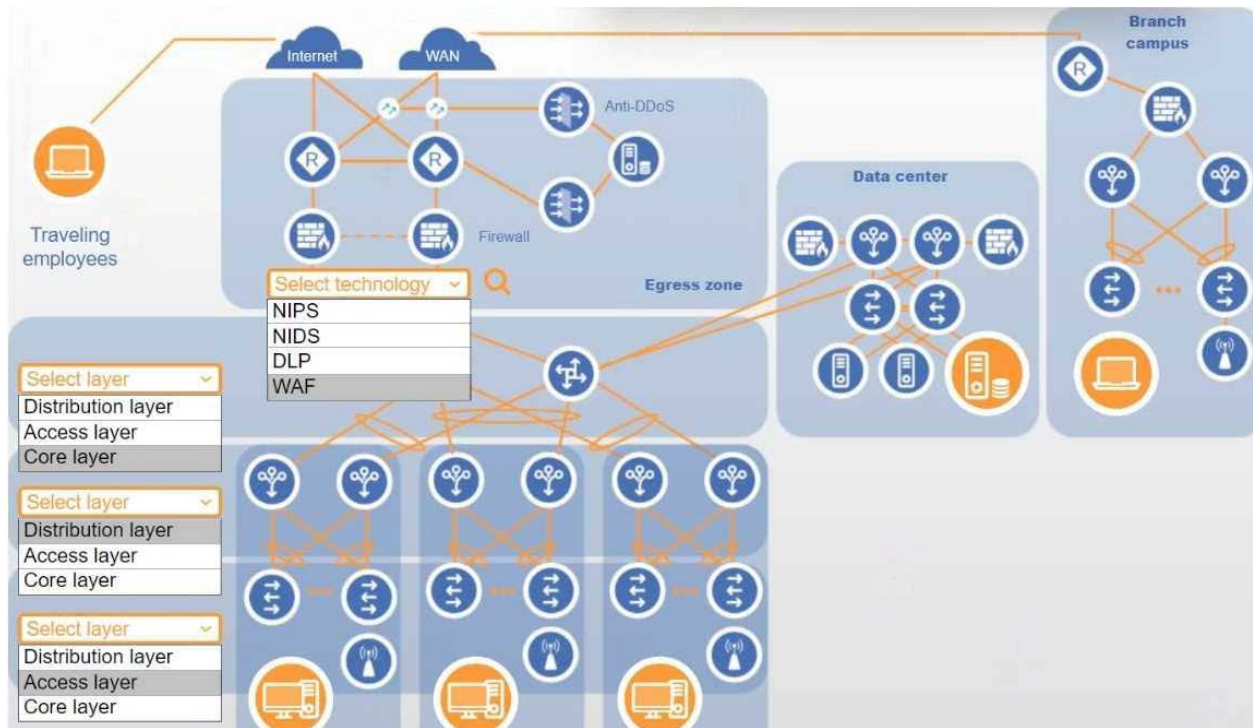 Internet
WAN
Branch
campus
R
Anti-DDoS
R
R
Data center
Traveling
employees
Firewall
Select technology
Egress zone
NIPS
NIDS
DLP
WAF
Select layer
Distribution layer
Access layer
Core layer
Select layer
Distribution layer
Access layer
Core layer
Select layer
Distribution layer
Access layer
Core layer